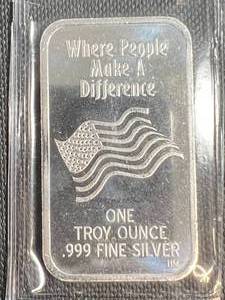 Where People
Make A
Difference
ONE
TROY OUNCE
.999 FINE SILVER